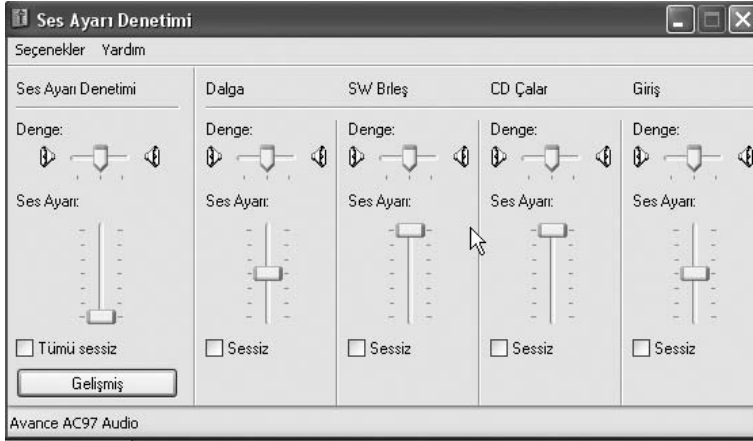 Ses Ayarı Denetimi
Seçenekler Yardım
Ses Ayarı Denetimi Dalga SW Bileş CD Çalar Giriş
Denge: Denge: Denge: Denge: Denge:
Ses Ayarı: Ses Ayarı: Ses Ayarı: Ses Ayarı: Ses Ayarı:
Tümü sessiz Sessiz Sessiz Sessiz Sessiz
Gelişmiş
Avance AC97 Audio